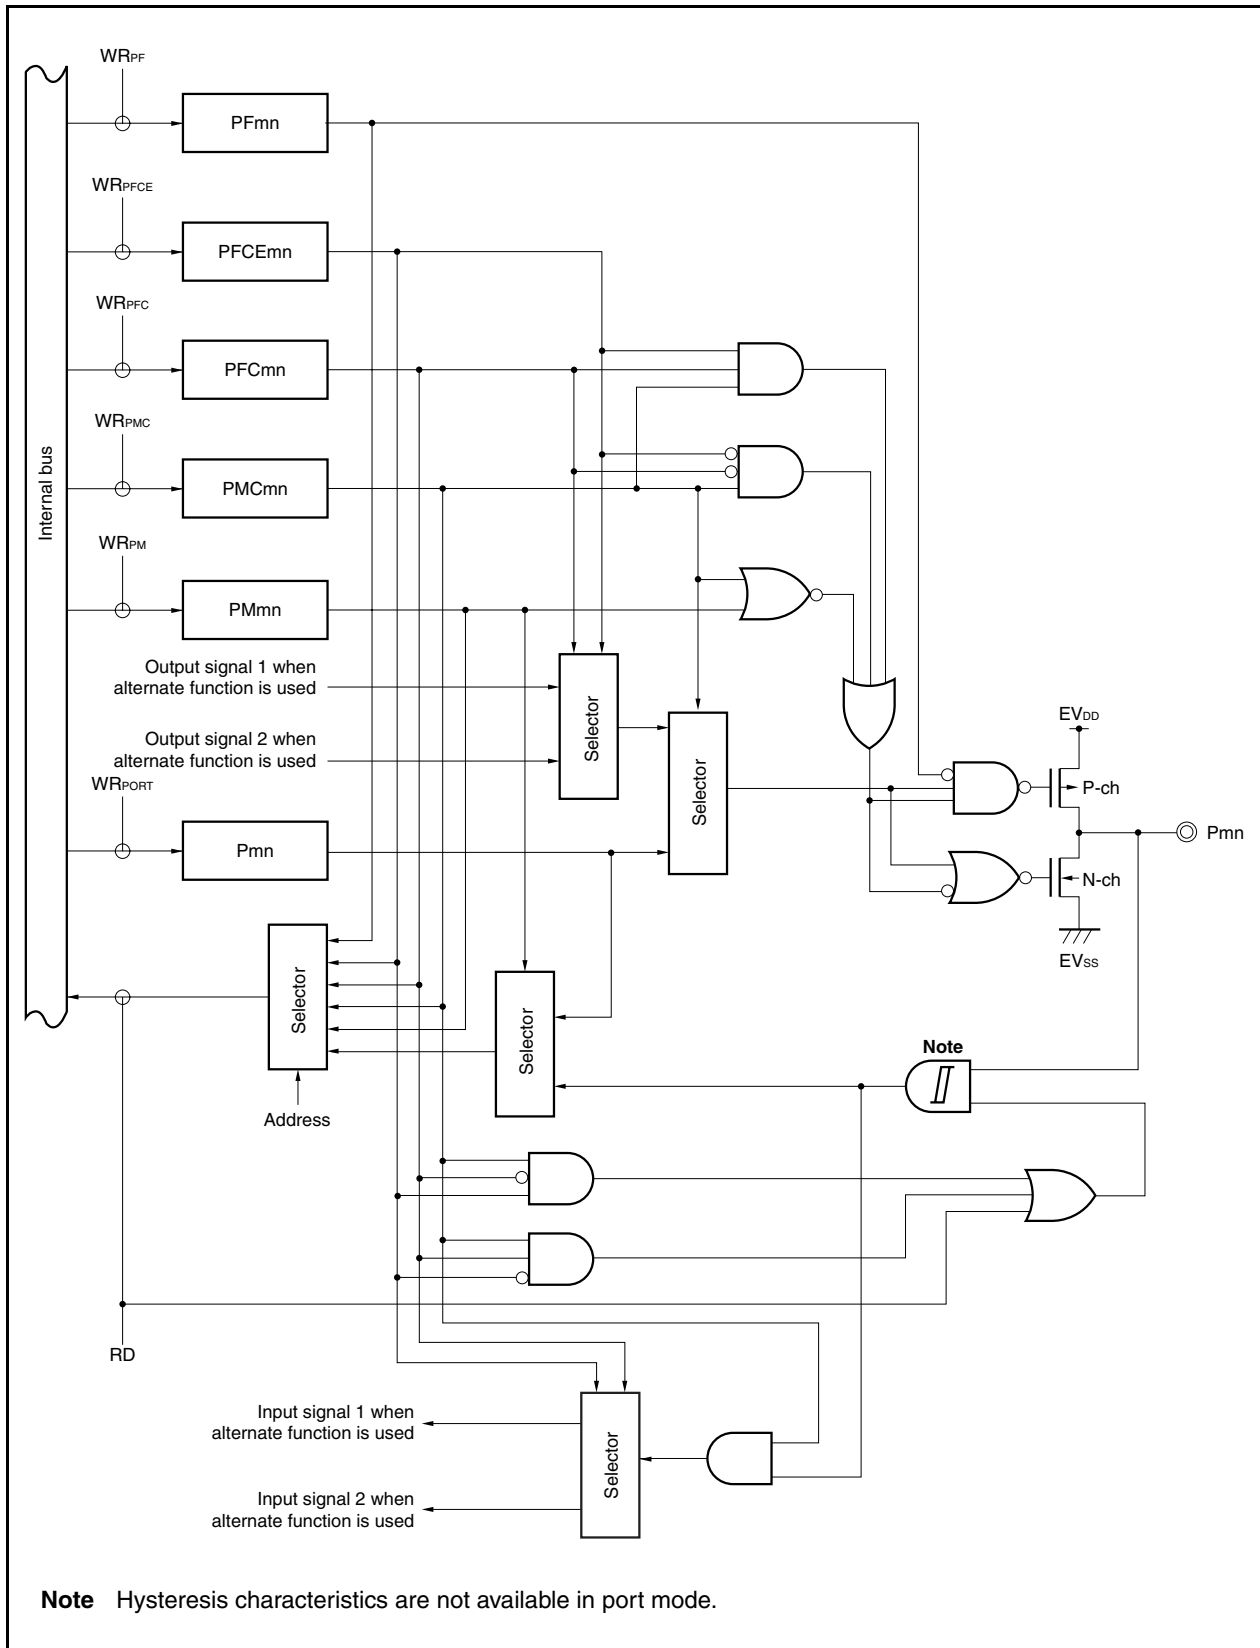 WRPF
PFmn
WRPFCE
PFCEmn
WRPFC
PFCmn
WRPMC
Internal bus
PMCmn
WRPM
PMmn
Output signal 1 when
alternate function is used
Selector
Output signal 2 when
alternate function is used
Selector
EVDD
P-ch
WRPORT
Pmn
Pmn
N-ch
EVSS
Selector
Selector
Note
Address
RD
Input signal 1 when
alternate function is used
Selector
Input signal 2 when
alternate function is used
Note Hysteresis characteristics are not available in port mode.